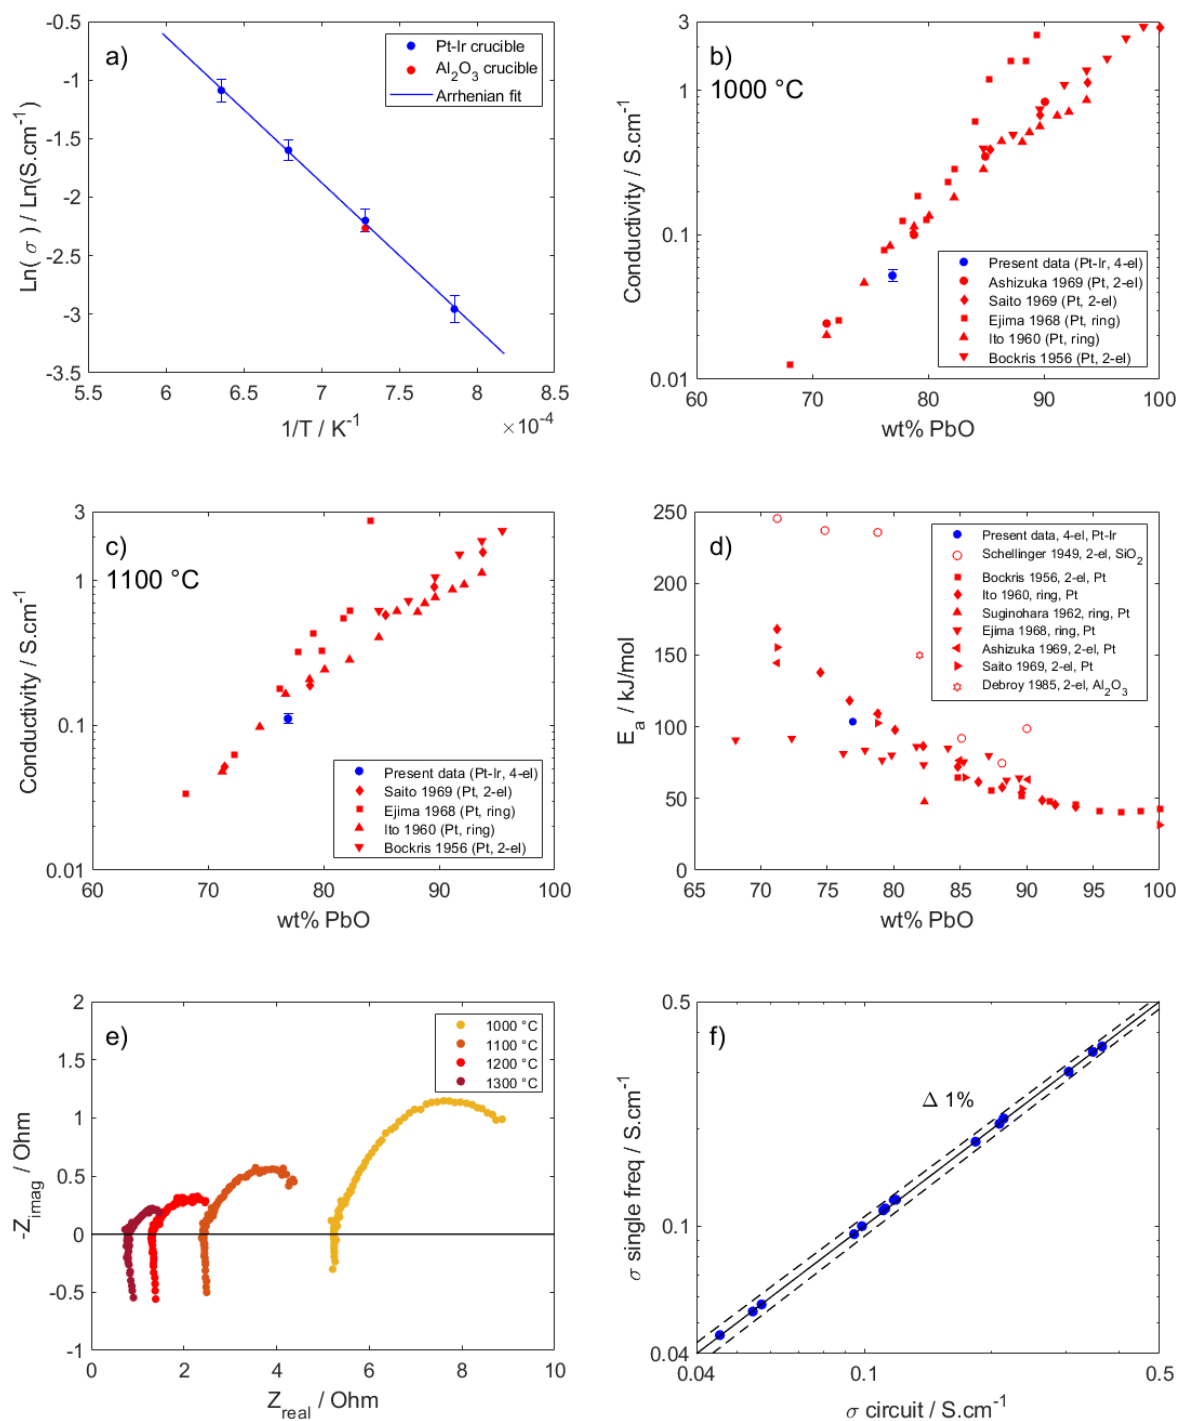 a)
-0.5
-1
-1.5
-2
-2.5
-3
-3.5
Ln( σ ) / Ln(S.cm-1)
Pt-Ir crucible
Al2O3 crucible
Arrhenian fit
5.5 6 6.5 7 7.5 8 8.5
1/T / K-1
×10-4
b)
1000 °C
3
1
0.1
0.01
Conductivity / S.cm-1
Present data (Pt-Ir, 4-el)
Ashizuka 1969 (Pt, 2-el)
Saito 1969 (Pt, 2-el)
Ejima 1968 (Pt, ring)
Ito 1960 (Pt, ring)
Bockris 1956 (Pt, 2-el)
60 70 80 90 100
wt% PbO
c)
1100 °C
3
1
0.1
0.01
Conductivity / S.cm-1
Present data (Pt-Ir, 4-el)
Saito 1969 (Pt, 2-el)
Ejima 1968 (Pt, ring)
Ito 1960 (Pt, ring)
Bockris 1956 (Pt, 2-el)
60 70 80 90 100
wt% PbO
d)
250
200
150
100
50
0
Ea / kJ/mol
Present data, 4-el, Pt-Ir
Schellinger 1949, 2-el, SiO2
Bockris 1956, 2-el, Pt
Ito 1960, ring, Pt
Suginohara 1962, ring, Pt
Ejima 1968, ring, Pt
Ashizuka 1969, 2-el, Pt
Saito 1969, 2-el, Pt
Debroy 1985, 2-el, Al2O3
65 70 75 80 85 90 95 100
wt% PbO
e)
2
1.5
1
0.5
0
-0.5
-1
-Zimag / Ohm
1000 °C
1100 °C
1200 °C
1300 °C
0 2 4 6 8 10
Zreal / Ohm
f)
0.5
0.1
0.04
σ single freq / S.cm-1
Δ 1%
0.04 0.1 0.5
σ circuit / S.cm-1